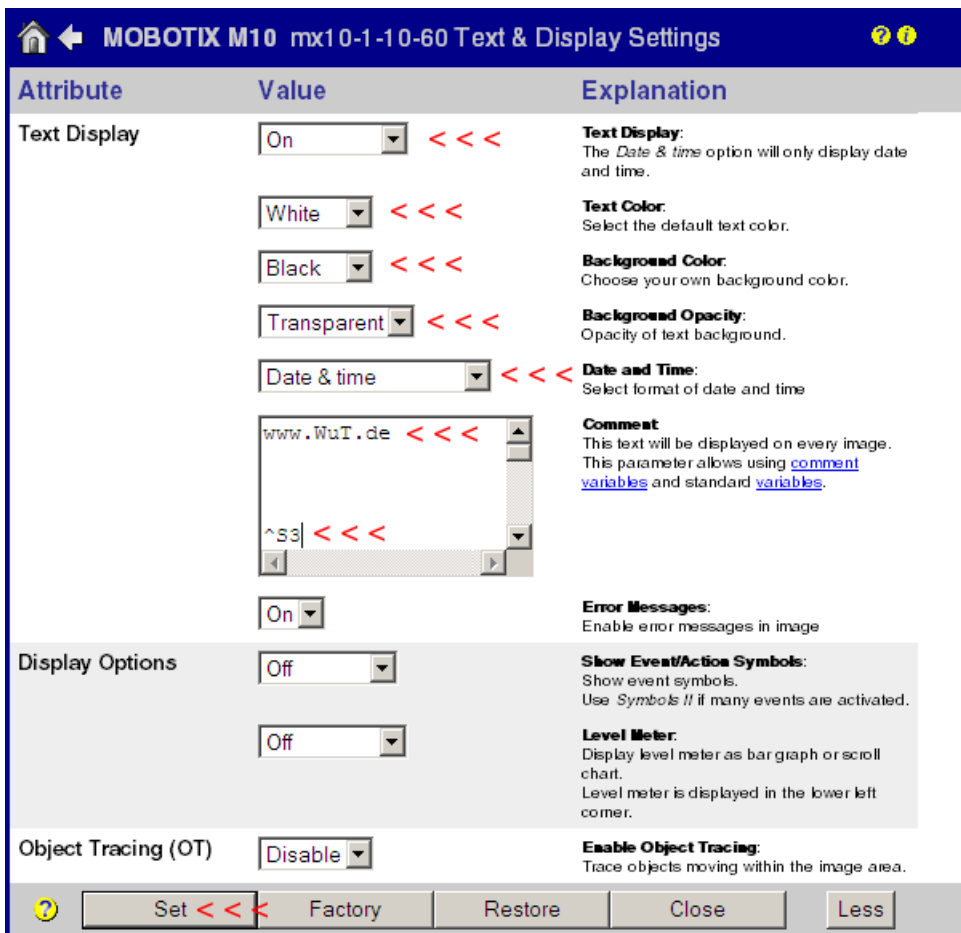 MOBOTIX M10 mx10-1-10-60 Text & Display Settings ? i
Attribute Value Explanation
Text Display On < < < Text Display:
The Date & time option will only display date
and time.
White < < < Text Color:
Select the default text color.
Black < < < Background Color:
Choose your own background color.
Transparent < < < Background Opacity:
Opacity of text background.
Date & time < < < Date and Time:
Select format of date and time
www.WuT.de < < <
^S3 < < <
Comment
This text will be displayed on every image.
This parameter allows using comment
variables and standard variables.
On Error Messages:
Enable error messages in image
Display Options Off Show Event/Action Symbols:
Show event symbols.
Use Symbols II if many events are activated.
Off Level Meter:
Display level meter as bar graph or scroll
chart.
Level meter is displayed in the lower left
corner.
Object Tracing (OT) Disable Enable Object Tracing:
Trace objects moving within the image area.
? Set < < < Factory Restore Close Less